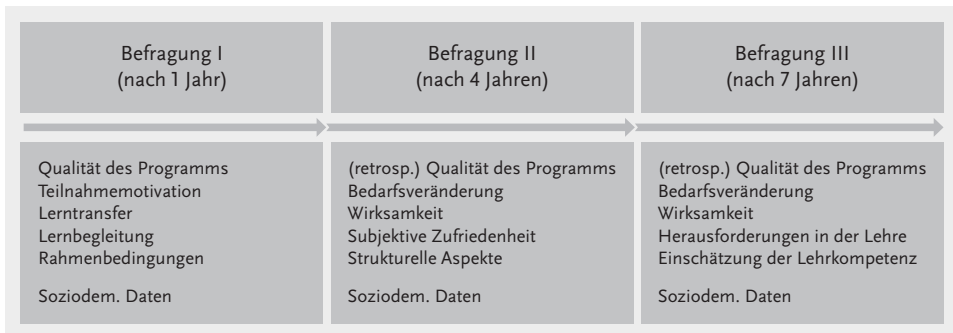 Befragung I
(nach 1 Jahr)
Befragung II
(nach 4 Jahren)
Befragung III
(nach 7 Jahren)
Qualität des Programms
Teilnahmemotivation
Lerntransfer
Lernbegleitung
Rahmenbedingungen
Soziodem. Daten
(retrosp.) Qualität des Programms
Bedarfsveränderung
Wirksamkeit
Subjektive Zufriedenheit
Strukturelle Aspekte
Soziodem. Daten
(retrosp.) Qualität des Programms
Bedarfsveränderung
Wirksamkeit
Herausforderungen in der Lehre
Einschätzung der Lehrkompetenz
Soziodem. Daten